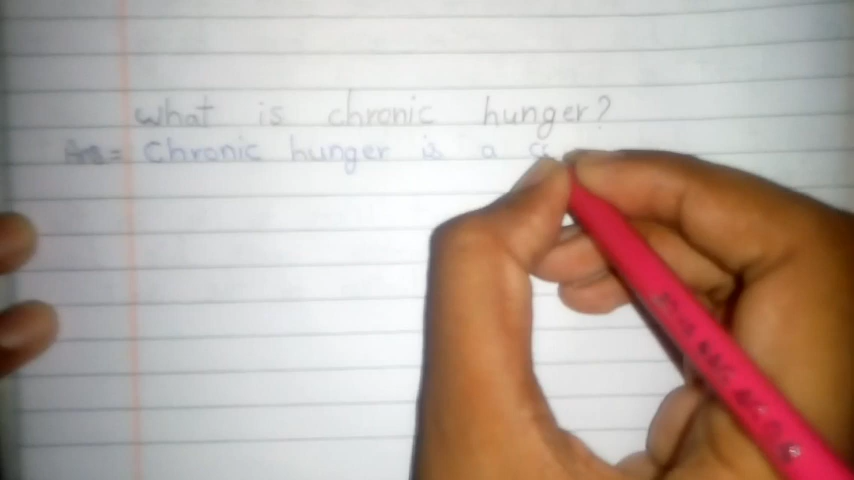 What is chronic hunger?
Ans = Chronic hunger is a